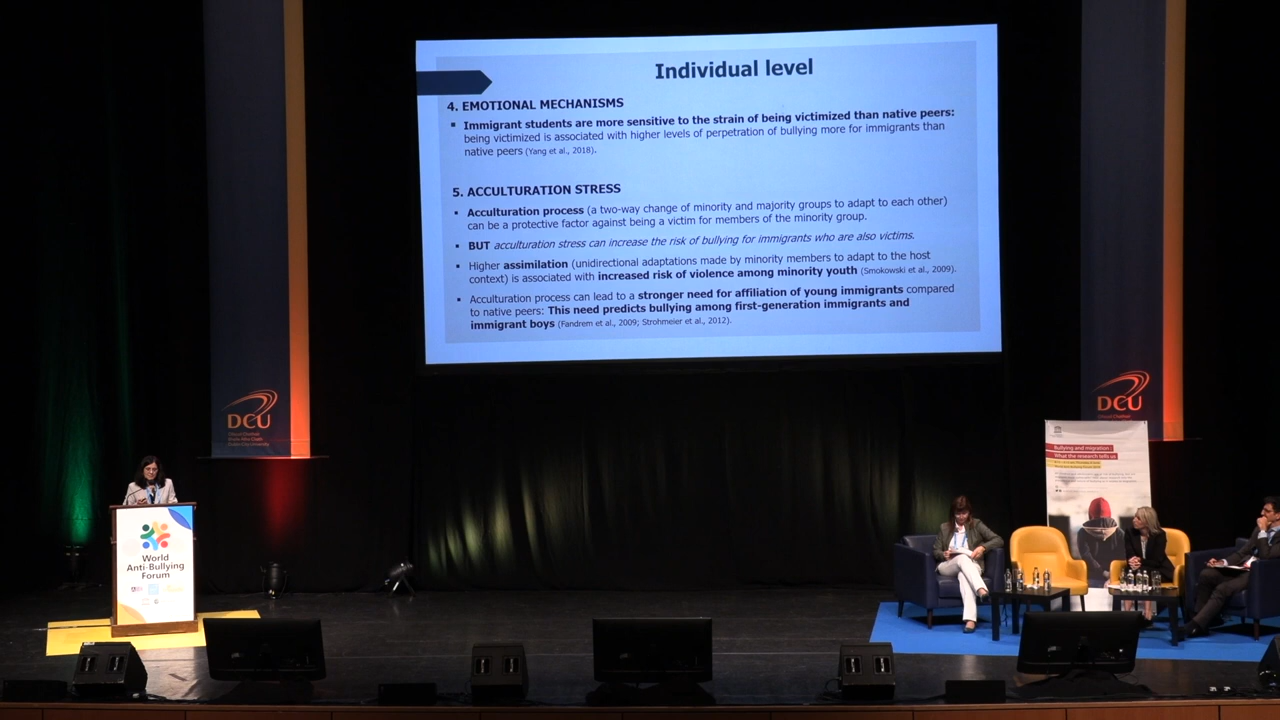 Individual level
4. EMOTIONAL MECHANISMS
▪ Immigrant students are more sensitive to the strain of being victimized than native peers:
being victimized is associated with higher levels of perpetration of bullying more for immigrants than
native peers (Yang et al., 2018).
5. ACCULTURATION STRESS
▪ Acculturation process (a two-way change of minority and majority groups to adapt to each other)
can be a protective factor against being a victim for members of the minority group.
▪ BUT acculturation stress can increase the risk of bullying for immigrants who are also victims.
▪ Higher assimilation (unidirectional adaptations made by minority members to adapt to the host
context) is associated with increased risk of violence among minority youth (Smokowski et al., 2009).
▪ Acculturation process can lead to a stronger need for affiliation of young immigrants compared
to native peers: This need predicts bullying among first-generation immigrants and
immigrant boys (Fandrem et al., 2009; Strohmeier et al., 2012).
DCU
DCU
Bullying and migration :
What the research tells us
World
Anti-Bullying
Forum